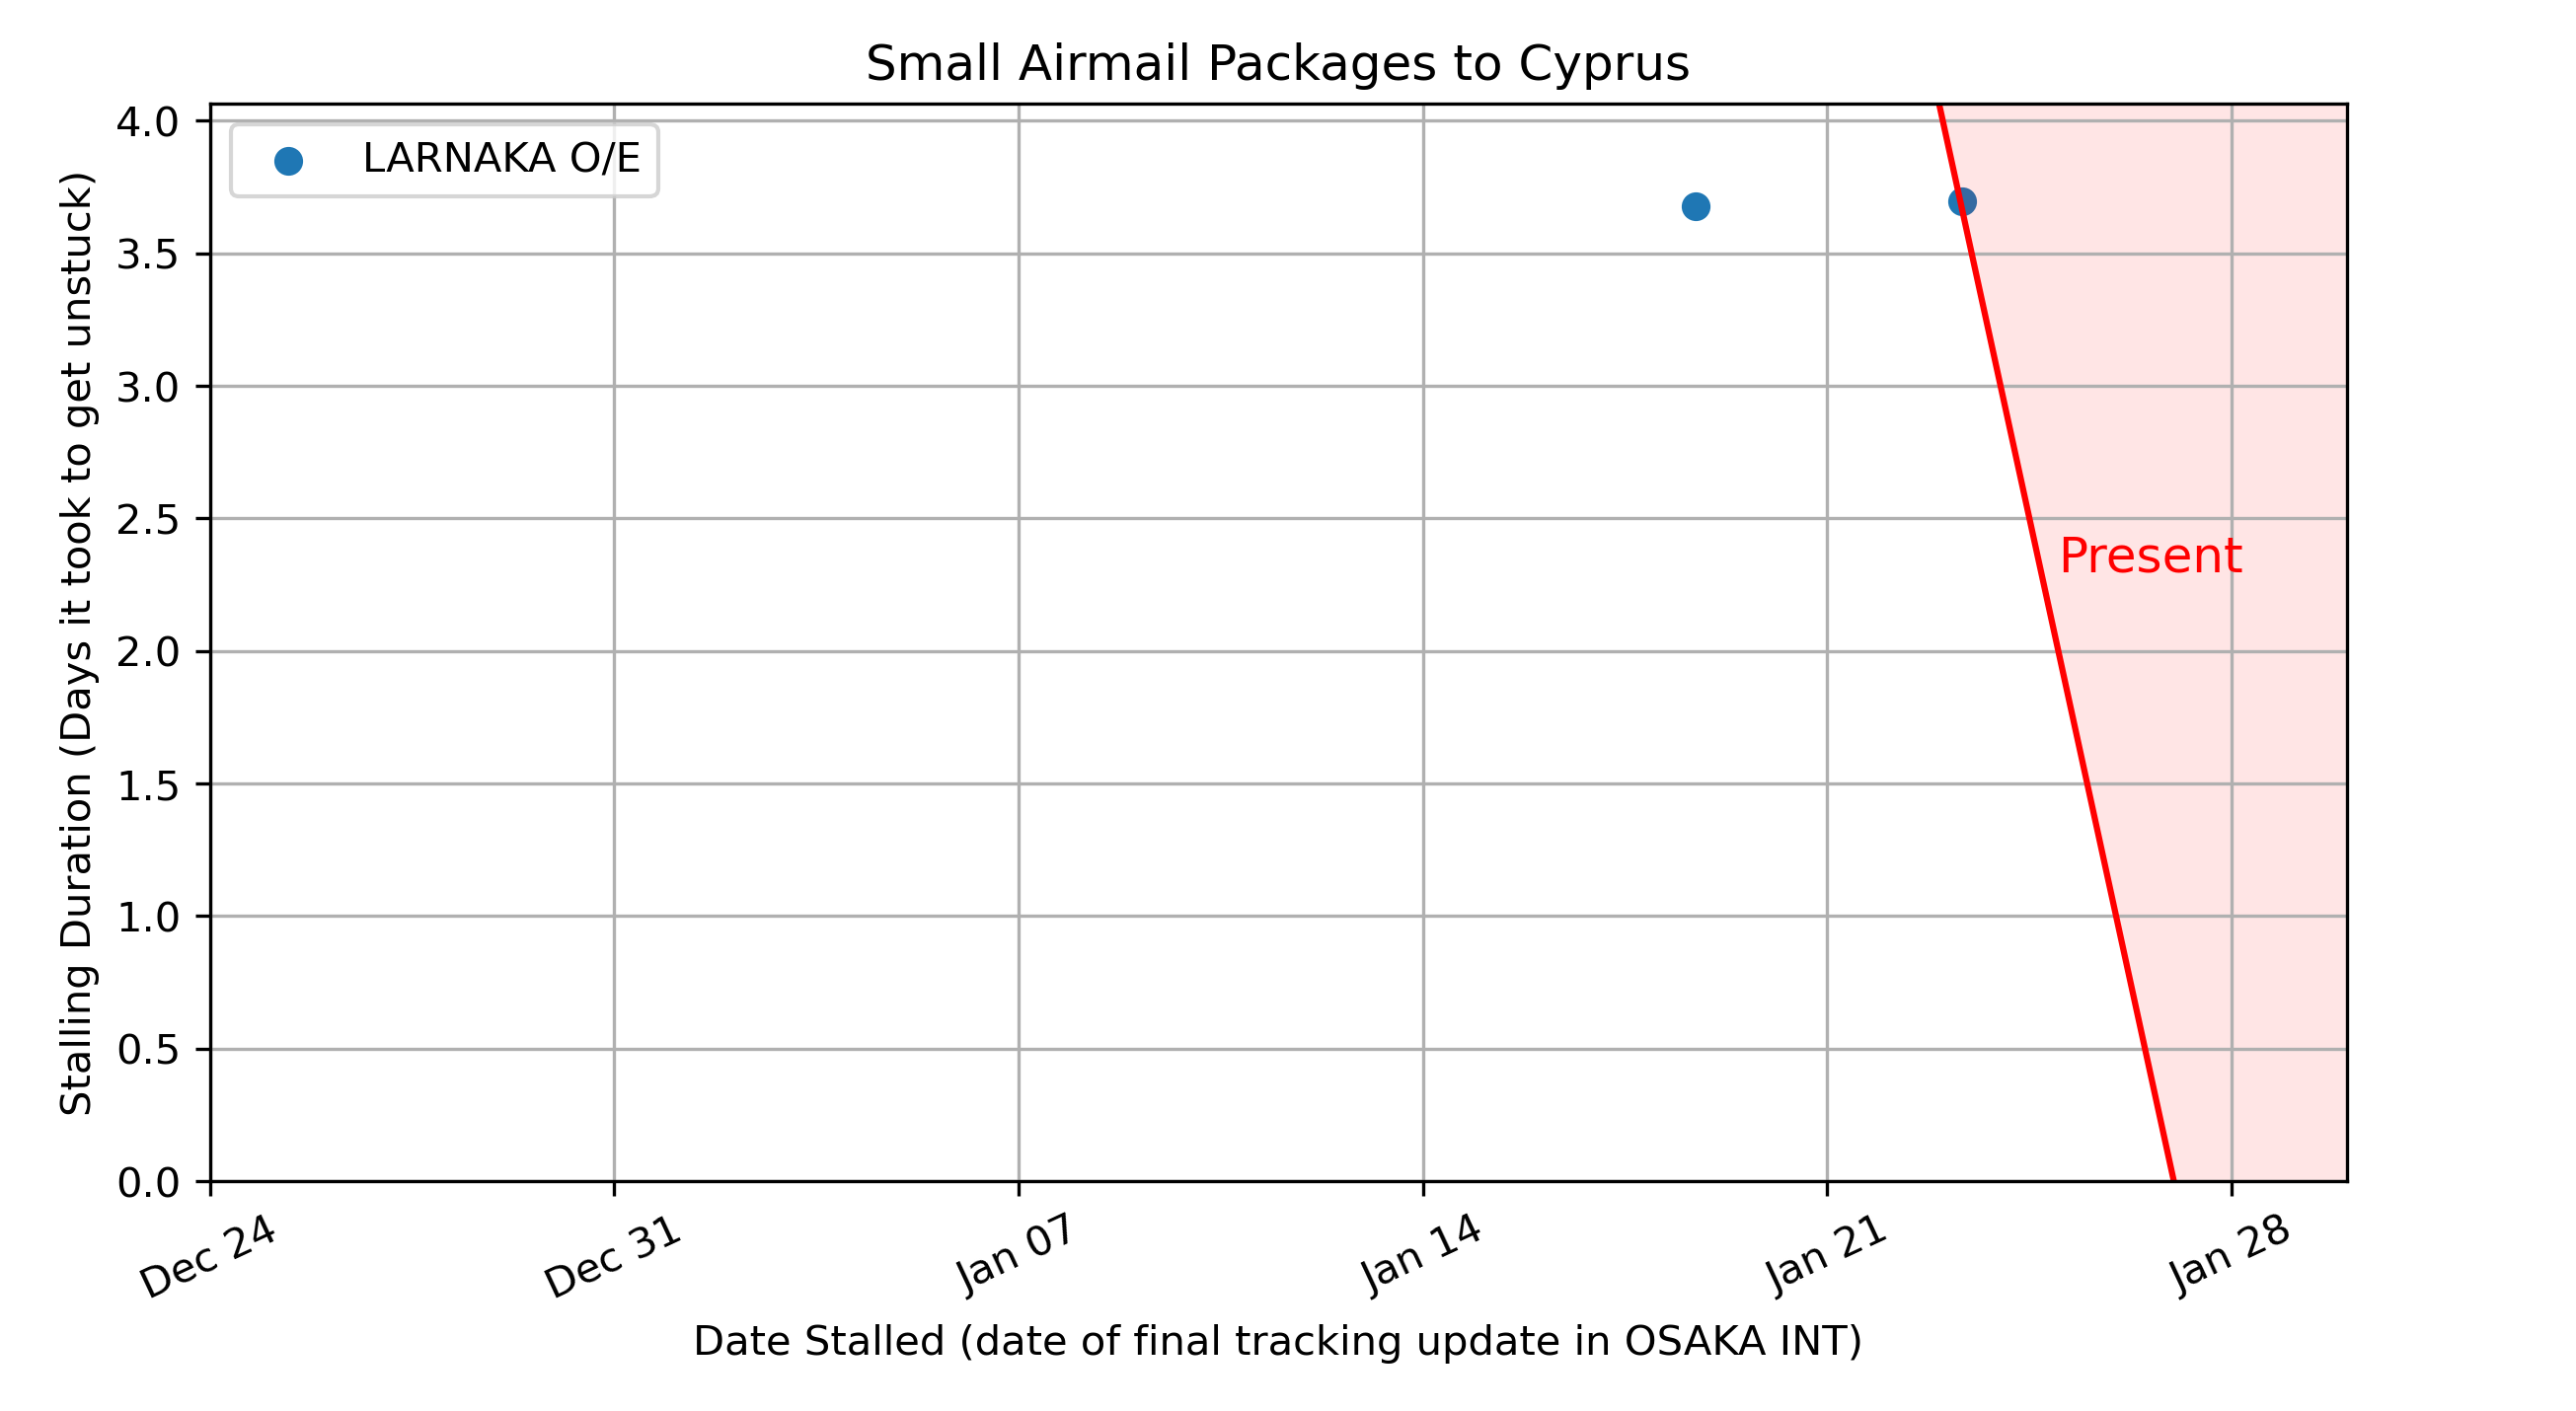 Small Airmail Packages to Cyprus
LARNAKA O/E
Stalling Duration (Days it took to get unstuck)
4.0
3.5
3.0
2.5
2.0
1.5
1.0
0.5
0.0
Present
Dec 24
Dec 31
Jan 07
Jan 14
Jan 21
Jan 28
Date Stalled (date of final tracking update in OSAKA INT)